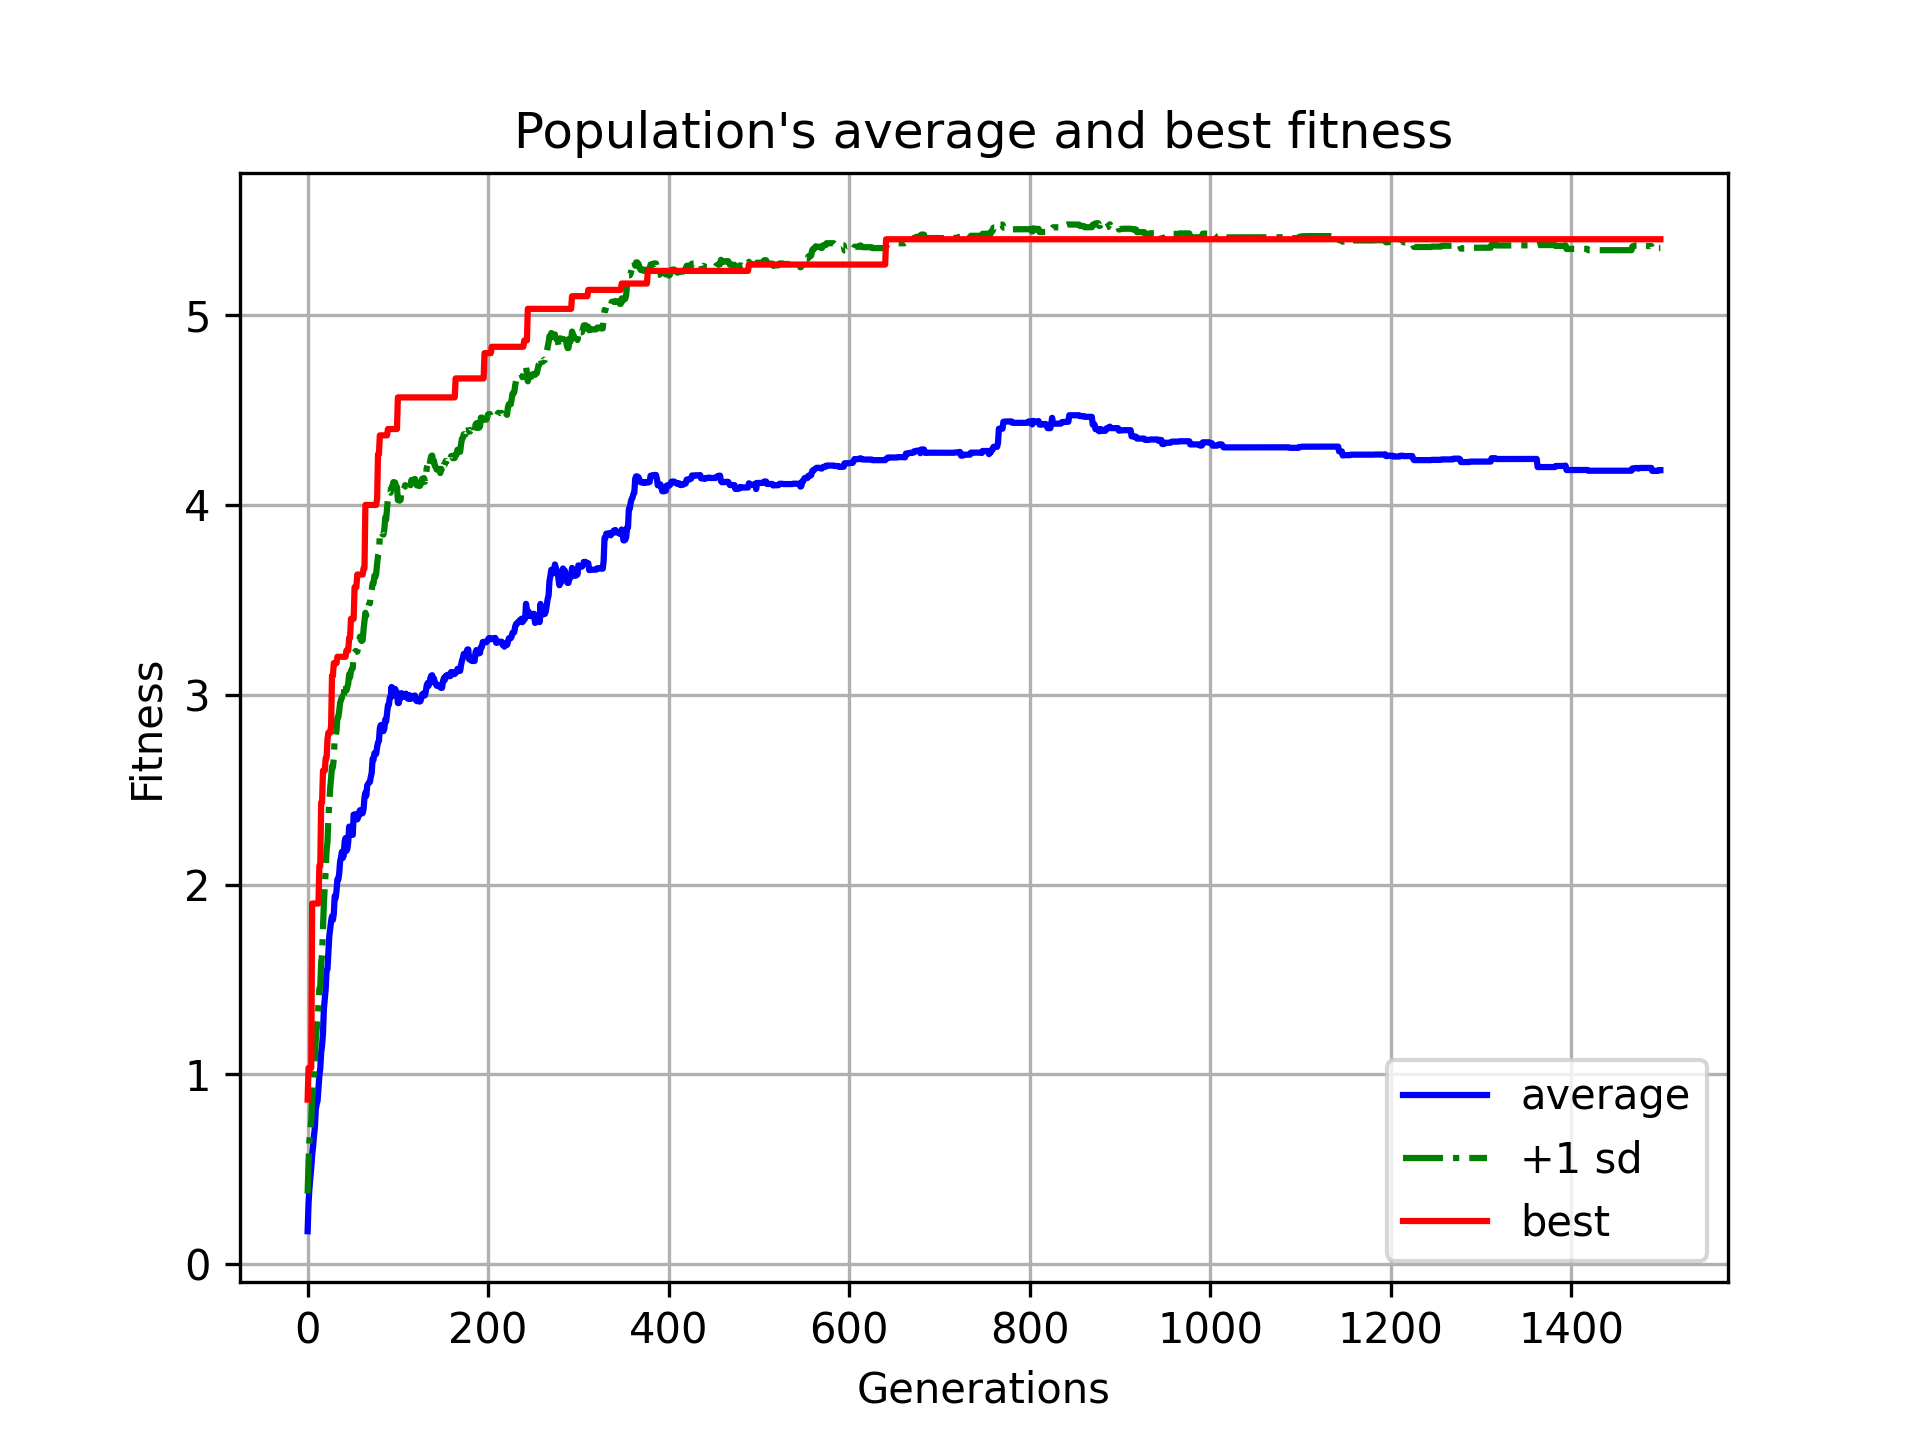 Population's average and best fitness
Fitness
5
4
3
2
1
0
0 200 400 600 800 1000 1200 1400
Generations
average
+1 sd
best